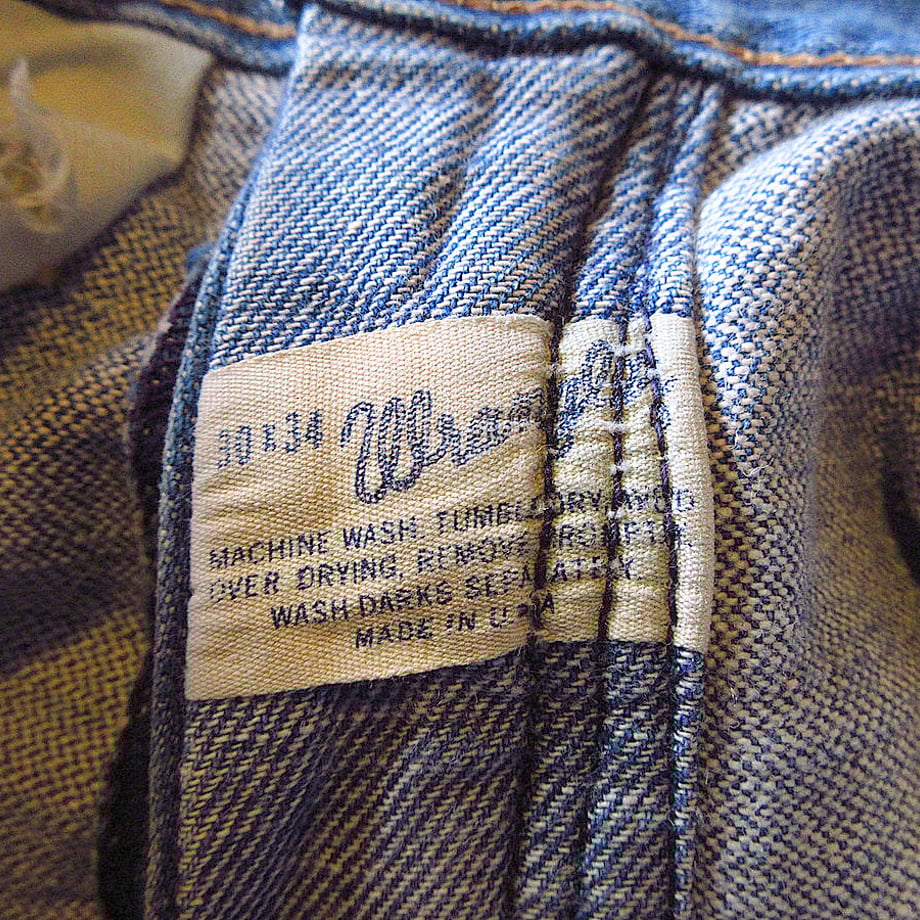 30 X 34 Wrangler
MACHINE WASH, TUMBLE DRY, AVOID
OVER DRYING, REMOVE PROMPTLY,
WASH DARKS SEPARATELY.
MADE IN U.S.A